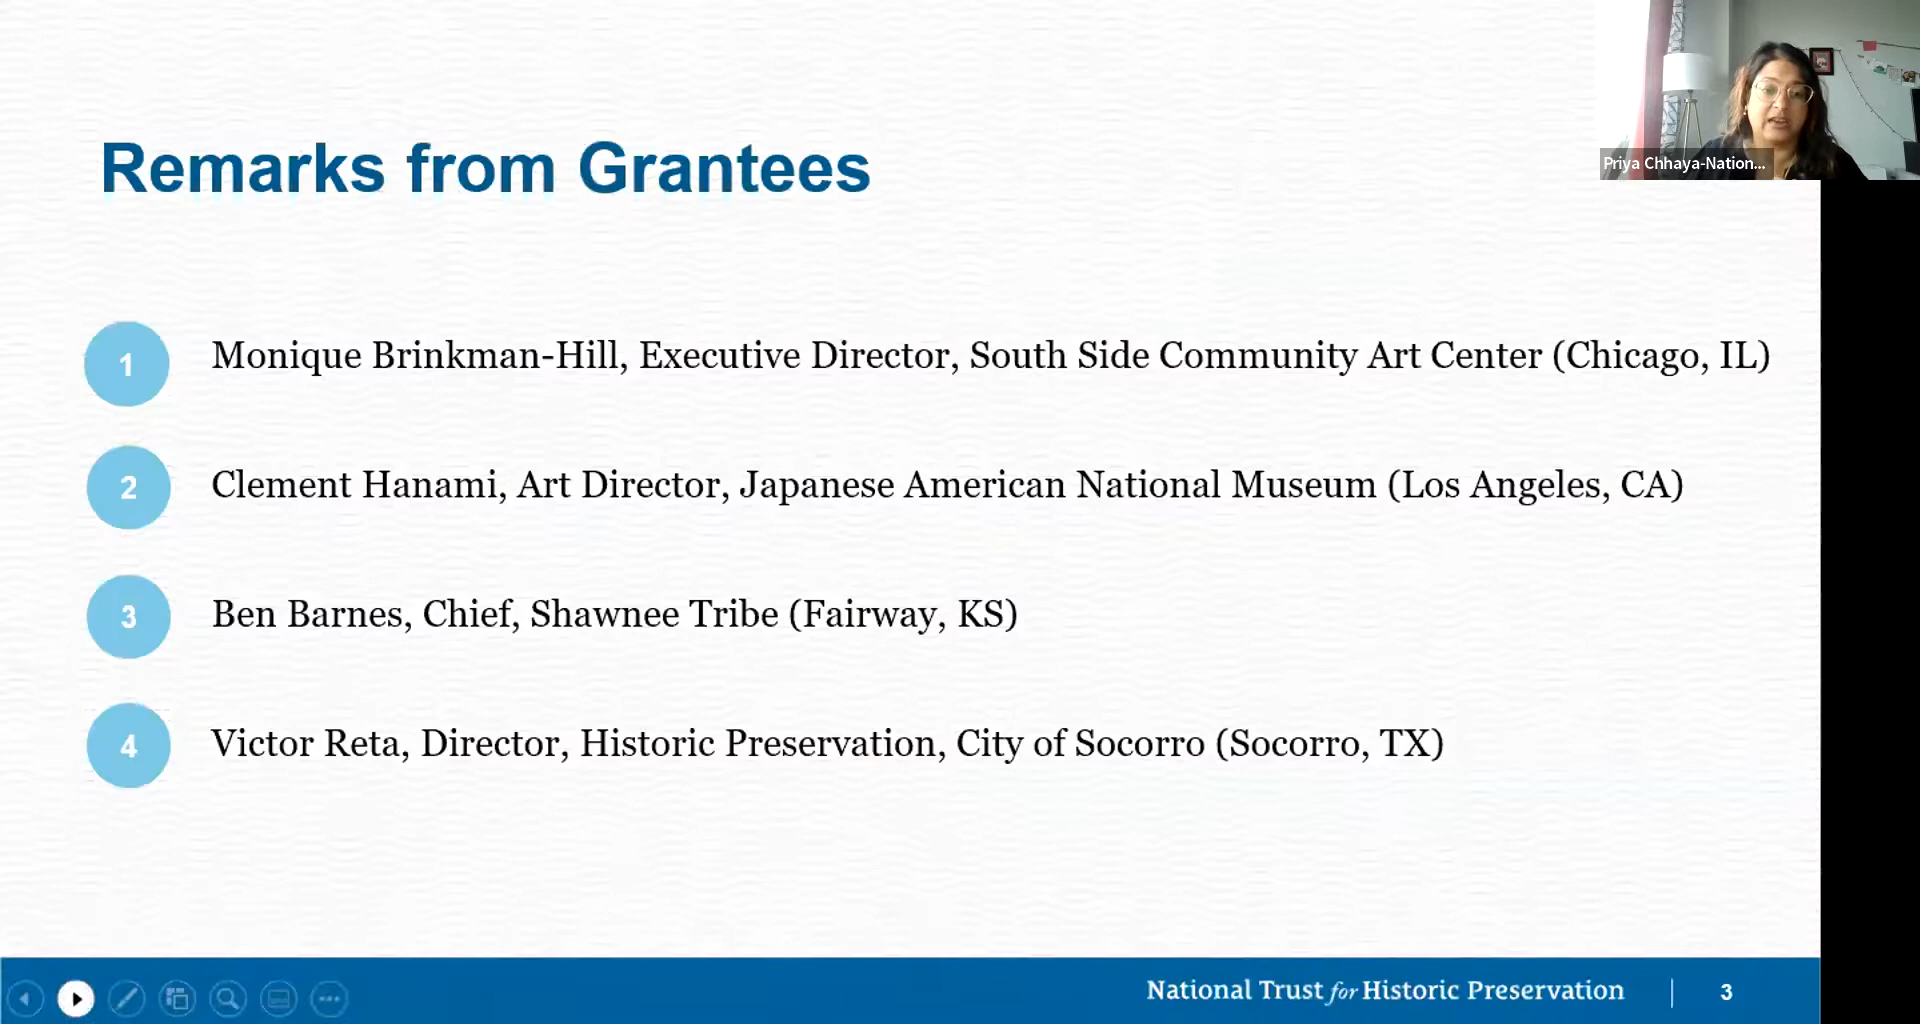 Priya Chhaya-Nation...
Remarks from Grantees
1 Monique Brinkman-Hill, Executive Director, South Side Community Art Center (Chicago, IL)
2 Clement Hanami, Art Director, Japanese American National Museum (Los Angeles, CA)
3 Ben Barnes, Chief, Shawnee Tribe (Fairway, KS)
4 Victor Reta, Director, Historic Preservation, City of Socorro (Socorro, TX)
National Trust for Historic Preservation | 3